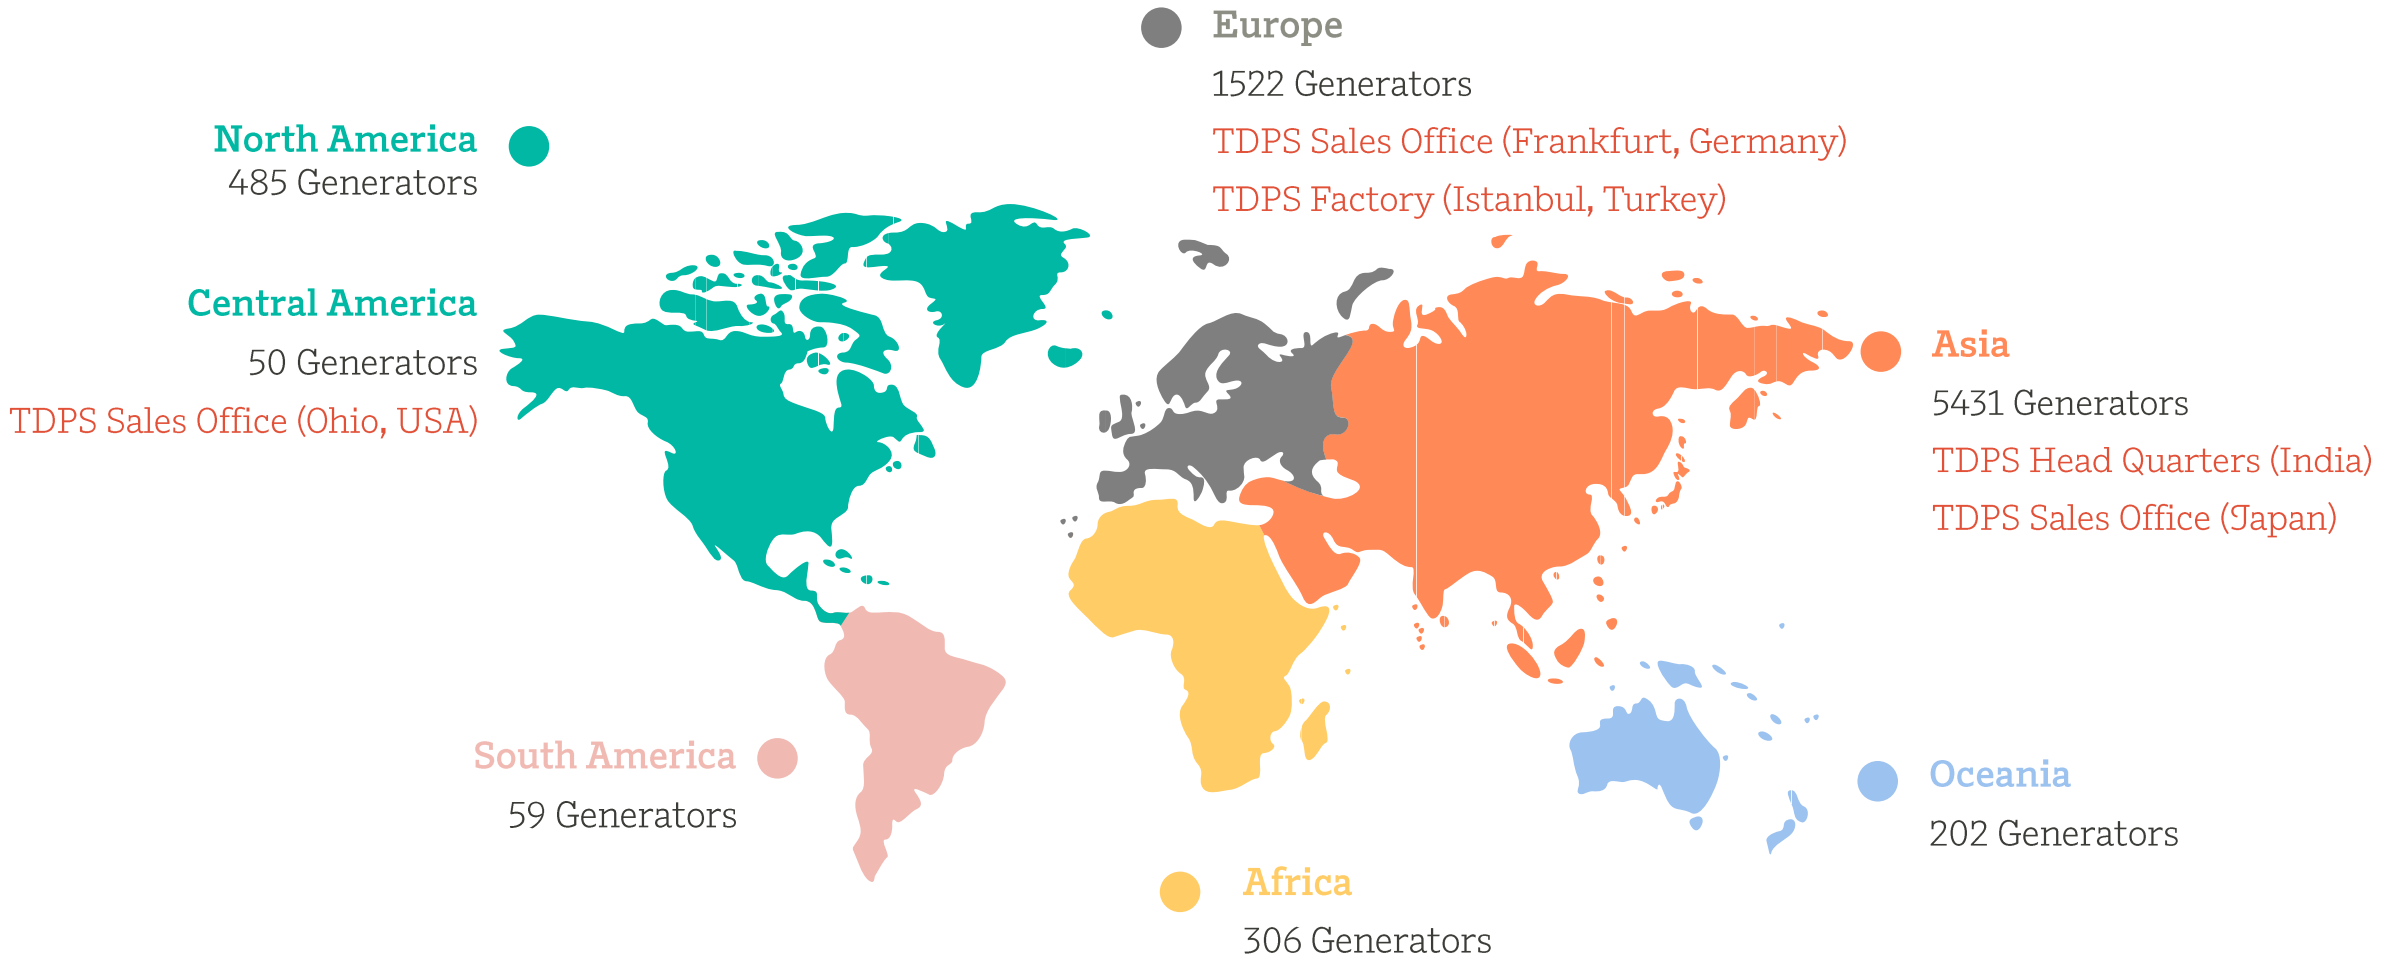 Europe
1522 Generators
TDPS Sales Office (Frankfurt, Germany)
TDPS Factory (Istanbul, Turkey)
North America
485 Generators
Central America
50 Generators
TDPS Sales Office (Ohio, USA)
Asia
5431 Generators
TDPS Head Quarters (India)
TDPS Sales Office (Japan)
South America
59 Generators
Oceania
202 Generators
Africa
306 Generators